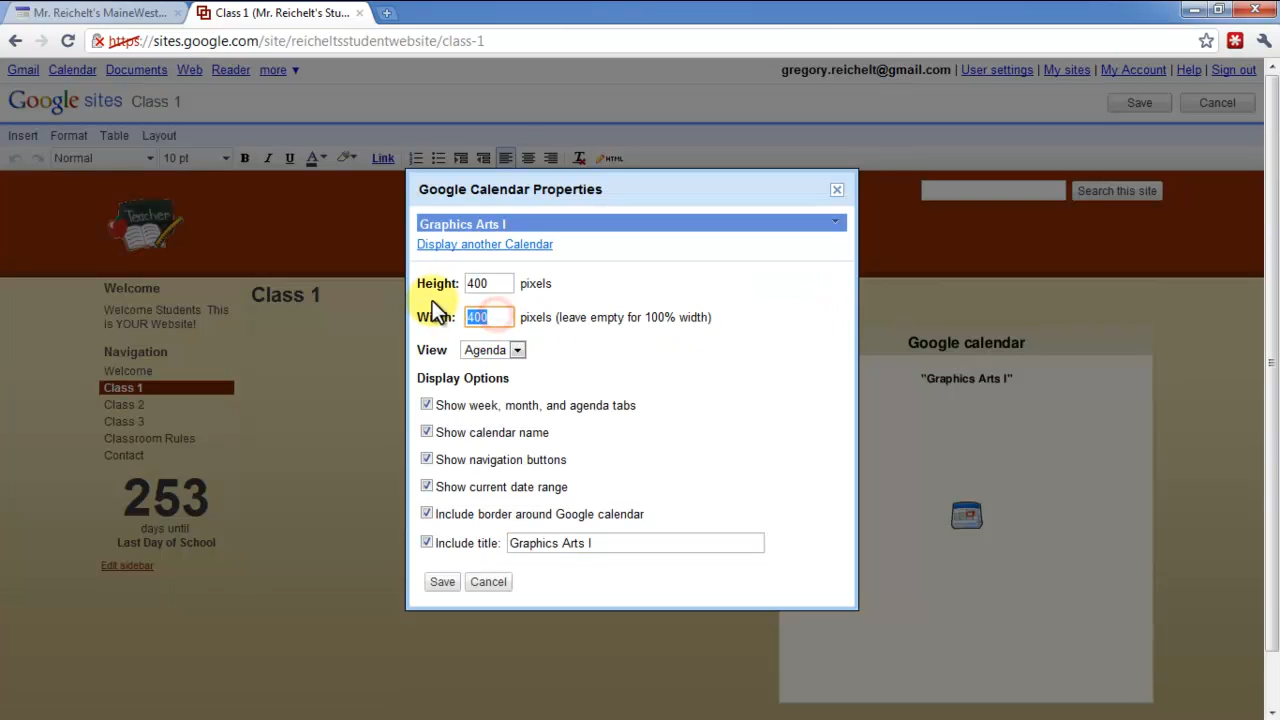 Mr. Reichelt's MaineWest...
Class 1 (Mr. Reichelt's Stu...
https://sites.google.com/site/reicheltsstudentwebsite/class-1
Gmail Calendar Documents Web Reader more ▼
gregory.reichelt@gmail.com | User settings | My sites | My Account | Help | Sign out
Google sites Class 1
Save Cancel
Insert Format Table Layout
Normal 10 pt B I U A Link HTML
Teacher
Search this site
Google Calendar Properties
Graphics Arts I
Display another Calendar
Height: 400 pixels
Width: 400 pixels (leave empty for 100% width)
View Agenda
Display Options
Show week, month, and agenda tabs
Show calendar name
Show navigation buttons
Show current date range
Include border around Google calendar
Include title: Graphics Arts I
Save Cancel
Welcome
Welcome Students This
is YOUR Website!
Navigation
Welcome
Class 1
Class 2
Class 3
Classroom Rules
Contact
253
days until
Last Day of School
Edit sidebar
Class 1
Google calendar
"Graphics Arts I"